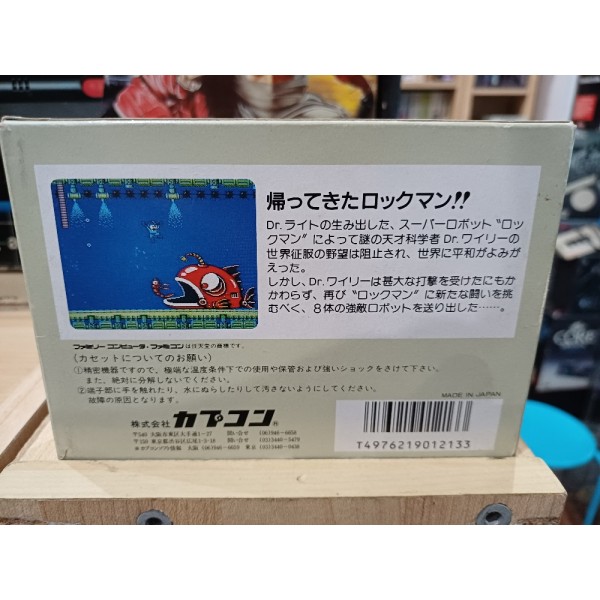 帰ってきたロックマン!!
Dr.ライトの生み出した、スーパーロボット“ロッ
クマン”によって謎の天才科学者 Dr.ワイリーの
世界征服の野望は阻止され、世界に平和がよみが
えった。
しかし、Dr.ワイリーは甚大な打撃を受けたにもか
かわらず、再び“ロックマン”に新たな闘いを挑
むべく、8体の強敵ロボットを送り出した……。
ファミリーコンピュータ・ファミコンは任天堂の商標です。
〈カセットについてのお願い〉
①精密機器ですので、極端な温度条件下での使用や保管および強いショックをさけて下さい。
また、絶対に分解しないでください。
②端子部に手を触れたり、水にぬらしたりして汚さないようにしてください。
故障の原因となります。
MADE IN JAPAN
株式会社 カプコン®
T4976219012133